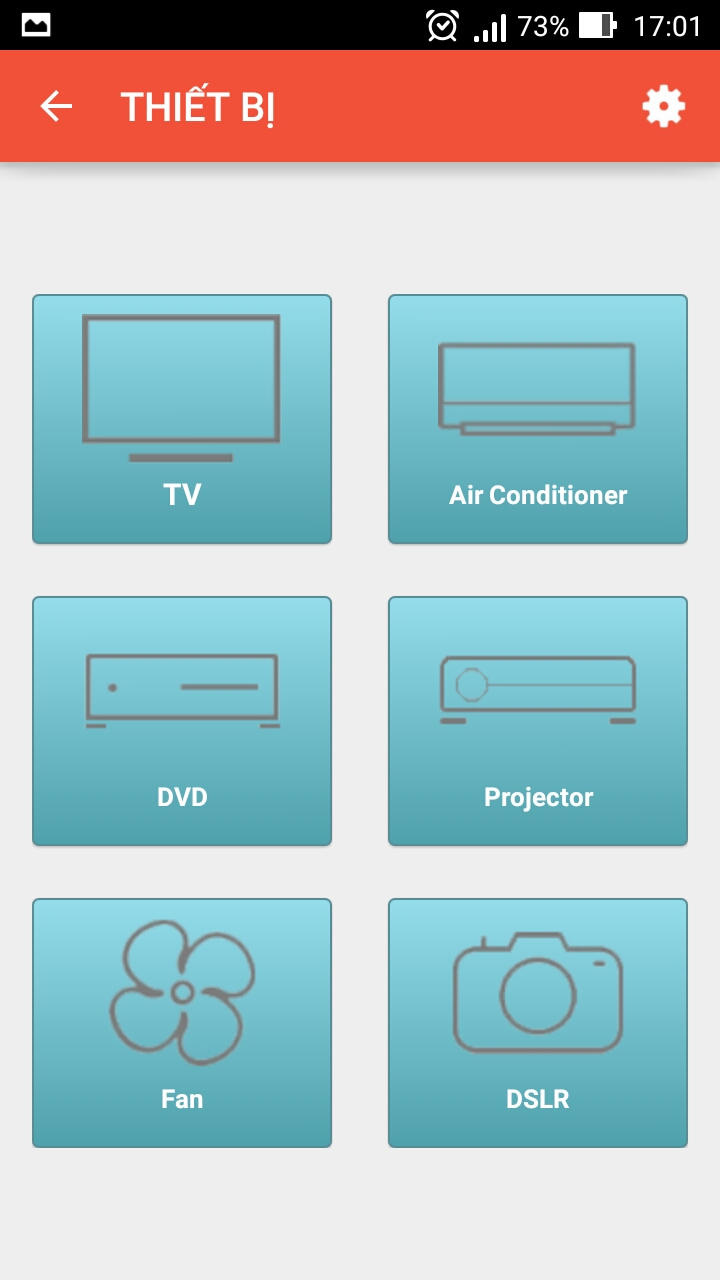 73% 17:01
THIẾT BỊ
TV
Air Conditioner
DVD
Projector
Fan
DSLR